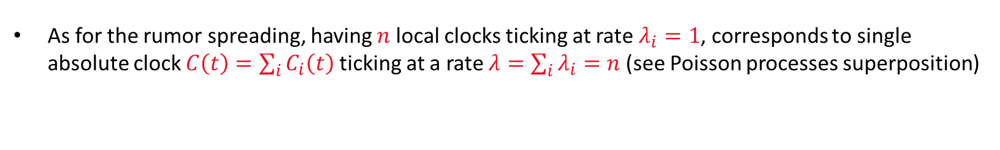 • As for the rumor spreading, having n local clocks ticking at rate λᵢ = 1, corresponds to single
absolute clock C(t) = ∑ᵢ Cᵢ(t) ticking at a rate λ = ∑ᵢ λᵢ = n (see Poisson processes superposition)